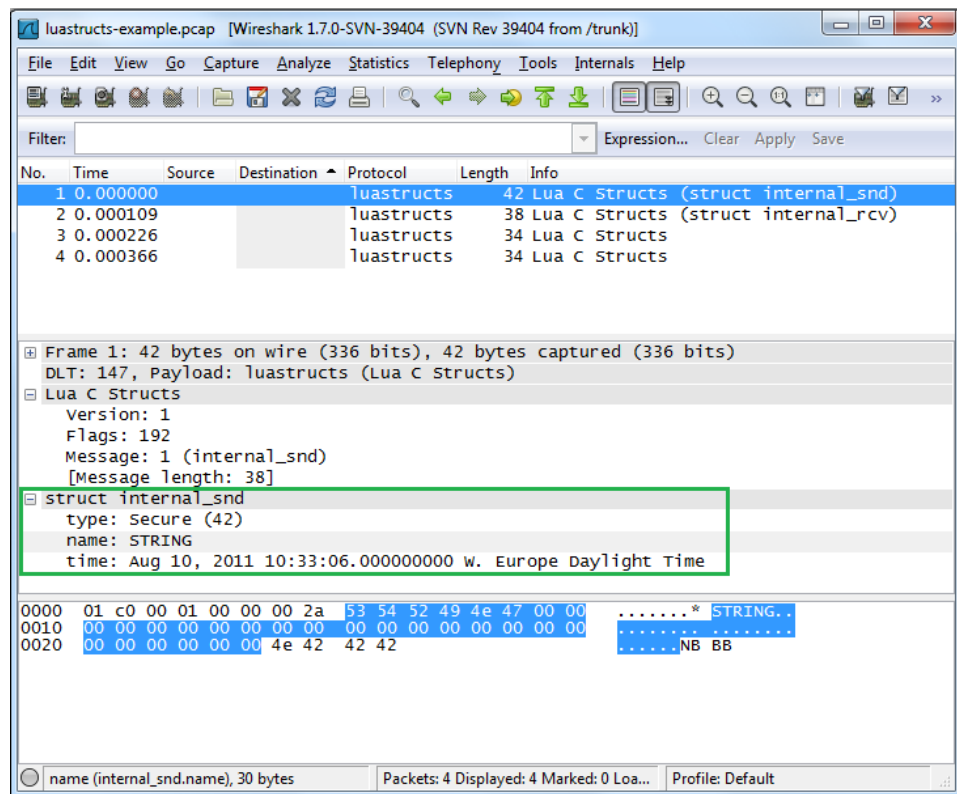 luastructs-example.pcap [Wireshark 1.7.0-SVN-39404 (SVN Rev 39404 from /trunk)]
File Edit View Go Capture Analyze Statistics Telephony Tools Internals Help
Filter: Expression... Clear Apply Save
No. Time Source Destination Protocol Length Info
1 0.000000 luastructs 42 Lua C Structs (struct internal_snd)
2 0.000109 luastructs 38 Lua C Structs (struct internal_rcv)
3 0.000226 luastructs 34 Lua C Structs
4 0.000366 luastructs 34 Lua C Structs
Frame 1: 42 bytes on wire (336 bits), 42 bytes captured (336 bits)
DLT: 147, Payload: luastructs (Lua C Structs)
Lua C Structs
Version: 1
Flags: 192
Message: 1 (internal_snd)
[Message length: 38]
struct internal_snd
type: Secure (42)
name: STRING
time: Aug 10, 2011 10:33:06.000000000 W. Europe Daylight Time
0000 01 c0 00 01 00 00 00 2a 53 54 52 49 4e 47 00 00 .......* STRING..
0010 00 00 00 00 00 00 00 00 00 00 00 00 00 00 00 00 ........ ........
0020 00 00 00 00 00 00 4e 42 42 42 ......NB BB
name (internal_snd.name), 30 bytes Packets: 4 Displayed: 4 Marked: 0 Loa... Profile: Default